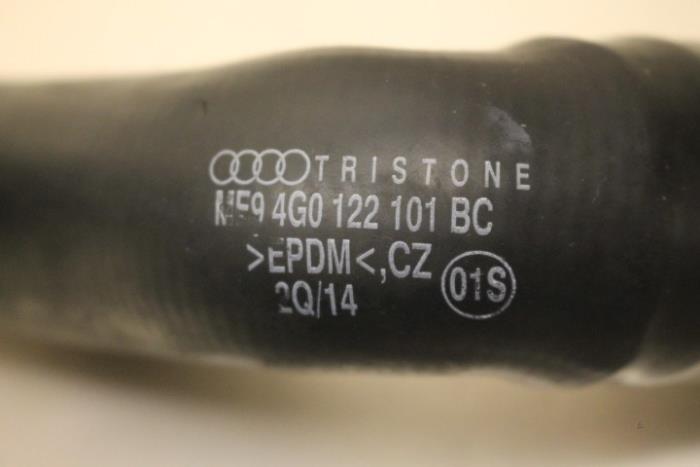 TRISTONE
4G0 122 101 BC
>EPDM<,CZ
2Q/14
01S